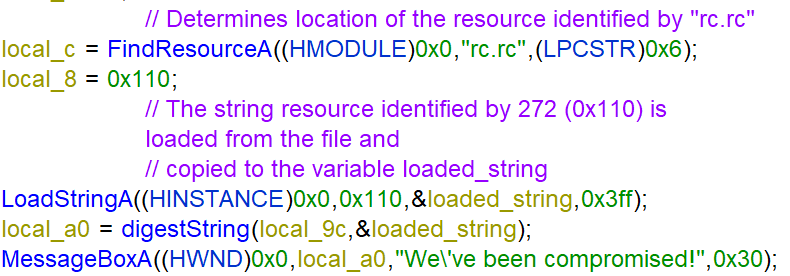 // Determines location of the resource identified by "rc.rc"
local_c = FindResourceA((HMODULE)0x0,"rc.rc",(LPCSTR)0x6);
local_8 = 0x110;
// The string resource identified by 272 (0x110) is
loaded from the file and
// copied to the variable loaded_string
LoadStringA((HINSTANCE)0x0,0x110,&loaded_string,0x3ff);
local_a0 = digestString(local_9c,&loaded_string);
MessageBoxA((HWND)0x0,local_a0,"We\'ve been compromised!",0x30);